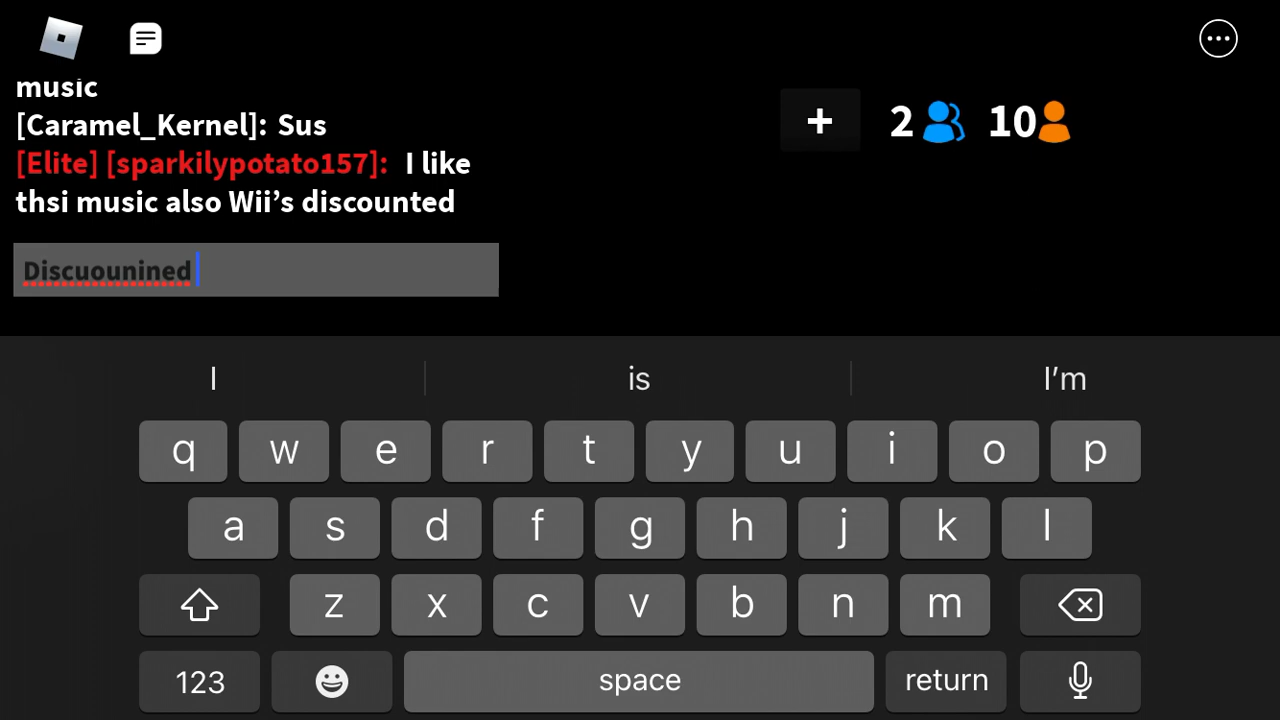 music
[Caramel_Kernel]: Sus
[Elite] [sparkilypotato157]: I like
thsi music also Wii’s discounted
+ 2 10
Discuounined
I is I’m
q w e r t y u i o p
a s d f g h j k l
z x c v b n m
123 space return